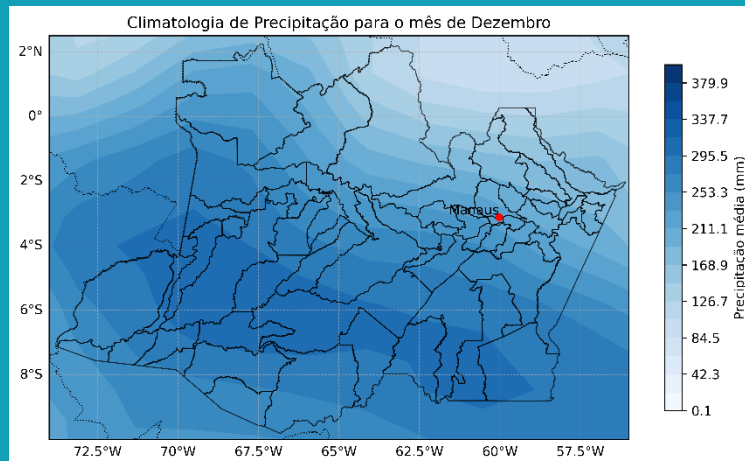 Climatologia de Precipitação para o mês de Dezembro
2°N
0°
2°S
4°S
6°S
8°S
Manaus
72.5°W
70°W
67.5°W
65°W
62.5°W
60°W
57.5°W
379.9
337.7
295.5
253.3
211.1
168.9
126.7
84.5
42.3
0.1
Precipitação média (mm)